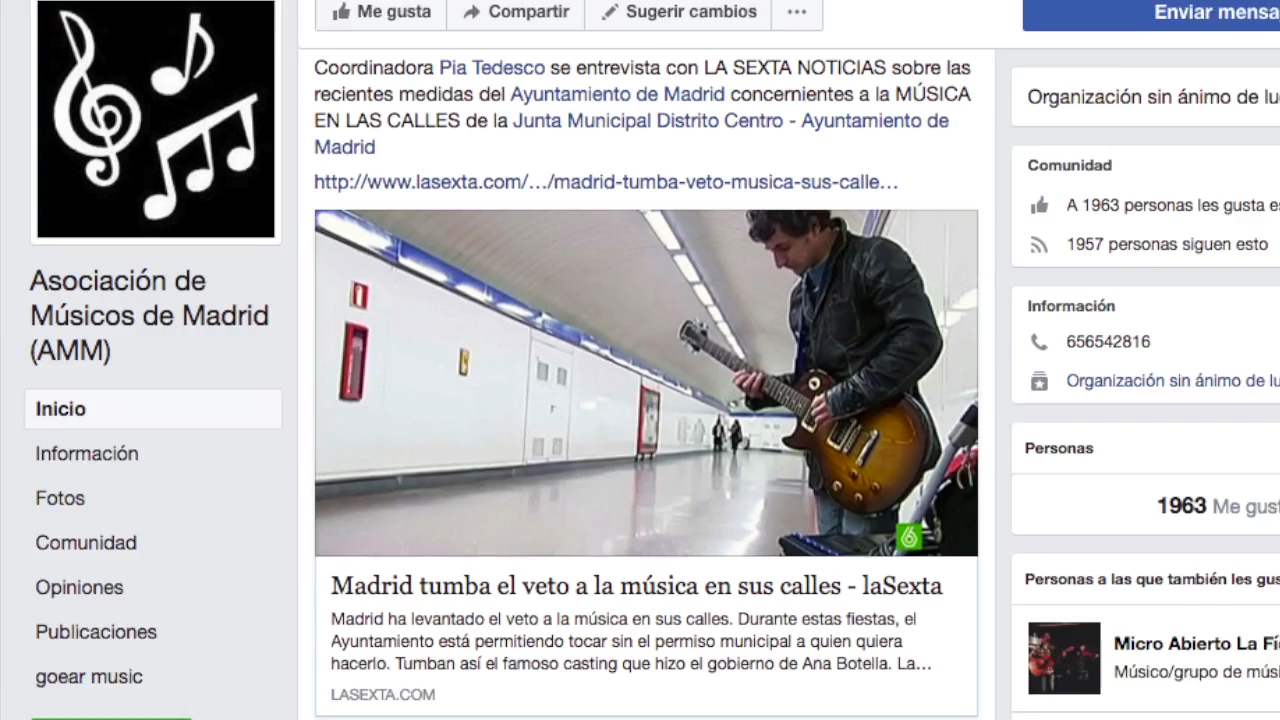 Me gusta
Compartir
Sugerir cambios
Enviar mensa
Coordinadora Pia Tedesco se entrevista con LA SEXTA NOTICIAS sobre las
recientes medidas del Ayuntamiento de Madrid concernientes a la MÚSICA
EN LAS CALLES de la Junta Municipal Distrito Centro - Ayuntamiento de
Madrid
http://www.lasexta.com/…/madrid-tumba-veto-musica-sus-calle…
Madrid tumba el veto a la música en sus calles - laSexta
Madrid ha levantado el veto a la música en sus calles. Durante estas fiestas, el
Ayuntamiento está permitiendo tocar sin el permiso municipal a quien quiera
hacerlo. Tumban así el famoso casting que hizo el gobierno de Ana Botella. La…
LASEXTA.COM
Asociación de
Músicos de Madrid
(AMM)
Inicio
Información
Fotos
Comunidad
Opiniones
Publicaciones
goear music
Organización sin ánimo de lu
Comunidad
A 1963 personas les gusta es
1957 personas siguen esto
Información
656542816
Organización sin ánimo de lu
Personas
1963 Me gust
Personas a las que también les gus
Micro Abierto La Fí
Músico/grupo de músi